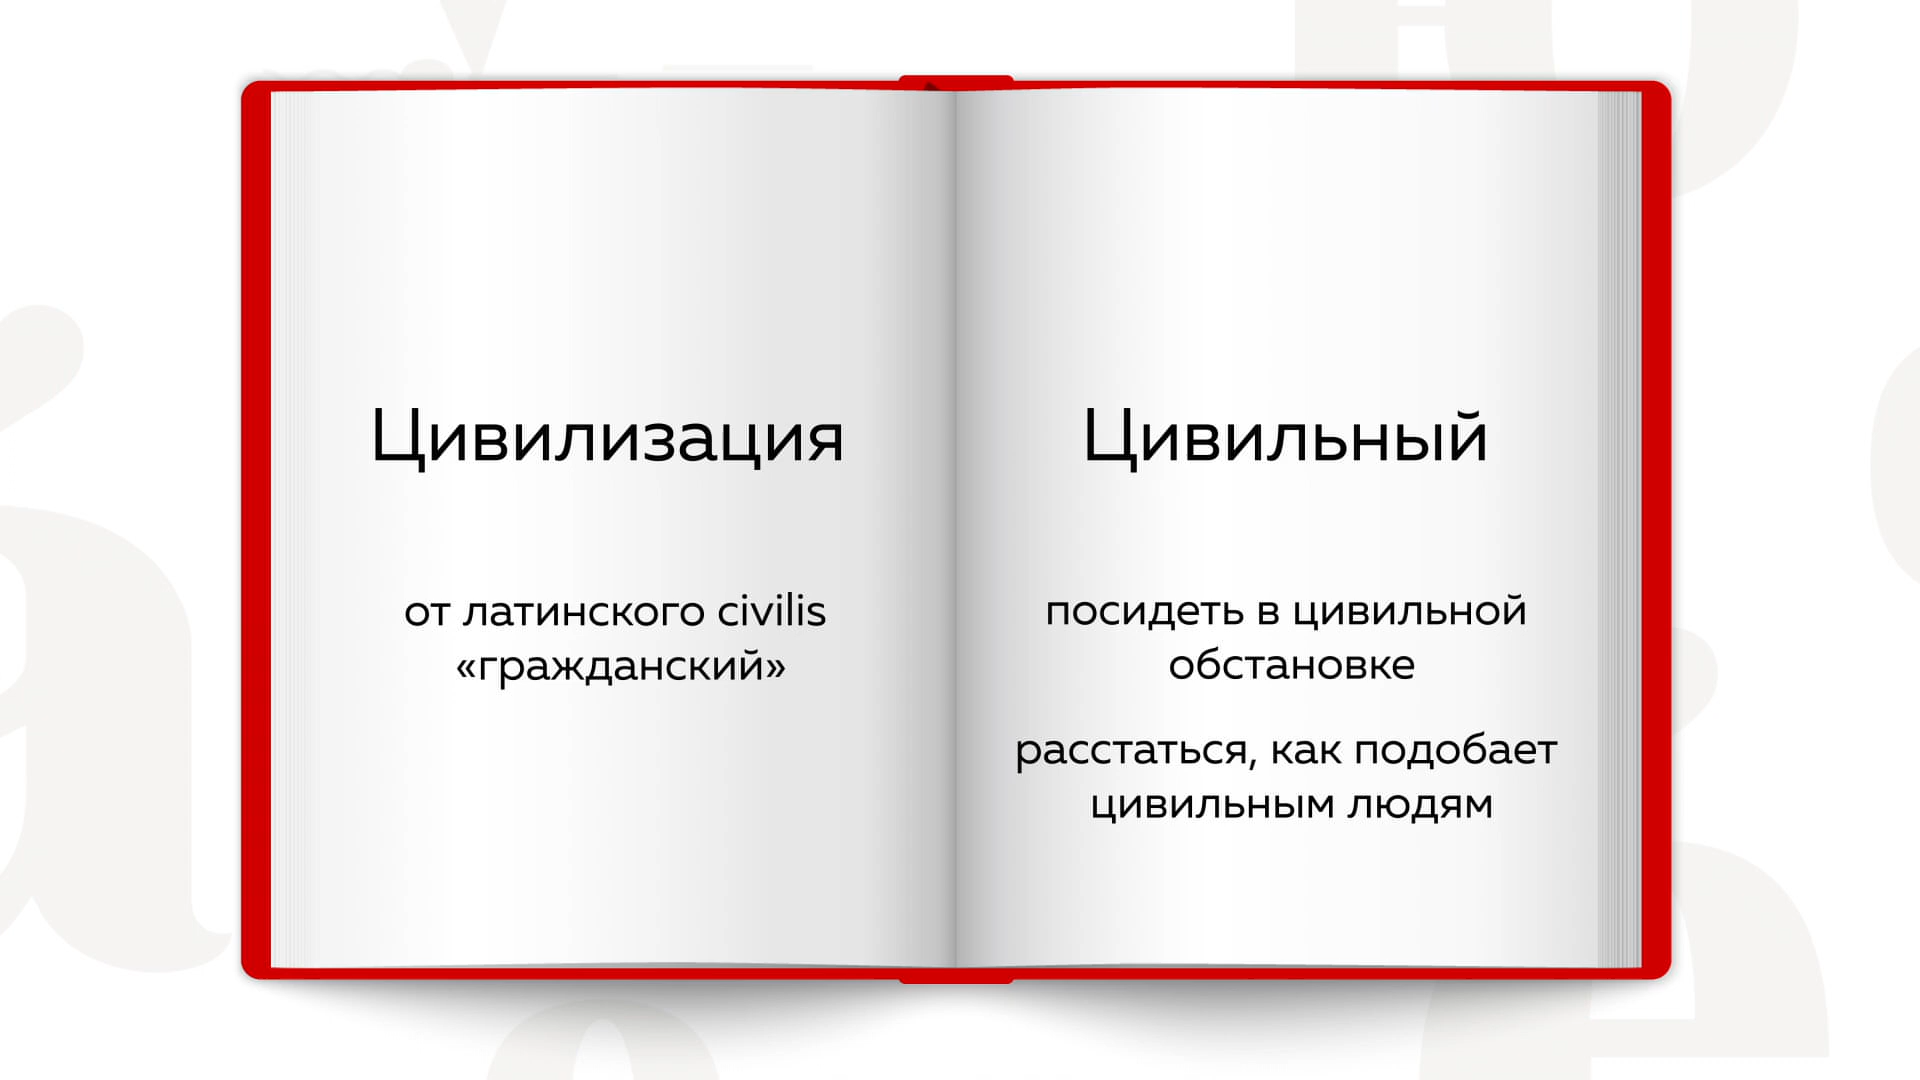 Цивилизация
от латинского civilis
«гражданский»
Цивильный
посидеть в цивильной
обстановке
расстаться, как подобает
цивильным людям